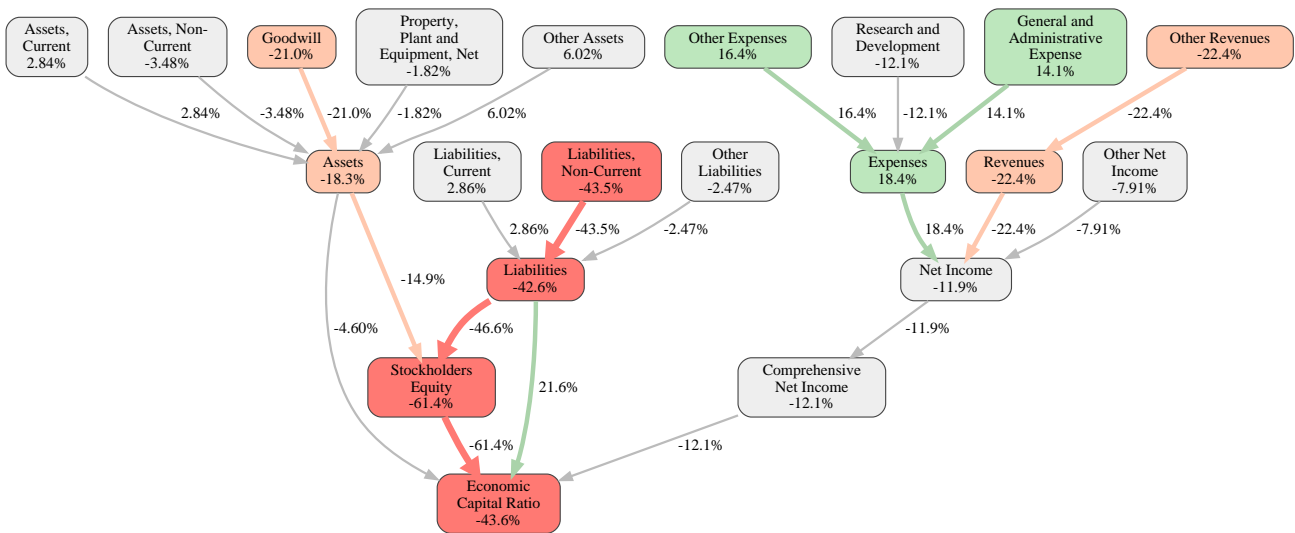 Assets,
Current
2.84%
Assets, Non-
Current
-3.48%
Goodwill
-21.0%
Property,
Plant and
Equipment, Net
-1.82%
Other Assets
6.02%
Other Expenses
16.4%
Research and
Development
-12.1%
General and
Administrative
Expense
14.1%
Other Revenues
-22.4%
2.84%
-3.48%
-21.0%
-1.82%
6.02%
16.4%
-12.1%
14.1%
-22.4%
Assets
-18.3%
Liabilities,
Current
2.86%
Liabilities,
Non-Current
-43.5%
Other
Liabilities
-2.47%
Expenses
18.4%
Revenues
-22.4%
Other Net
Income
-7.91%
2.86%
-43.5%
-2.47%
18.4%
-22.4%
-7.91%
Liabilities
-42.6%
Net Income
-11.9%
-14.9%
-4.60%
-46.6%
-11.9%
Stockholders
Equity
-61.4%
21.6%
Comprehensive
Net Income
-12.1%
-61.4%
-12.1%
Economic
Capital Ratio
-43.6%